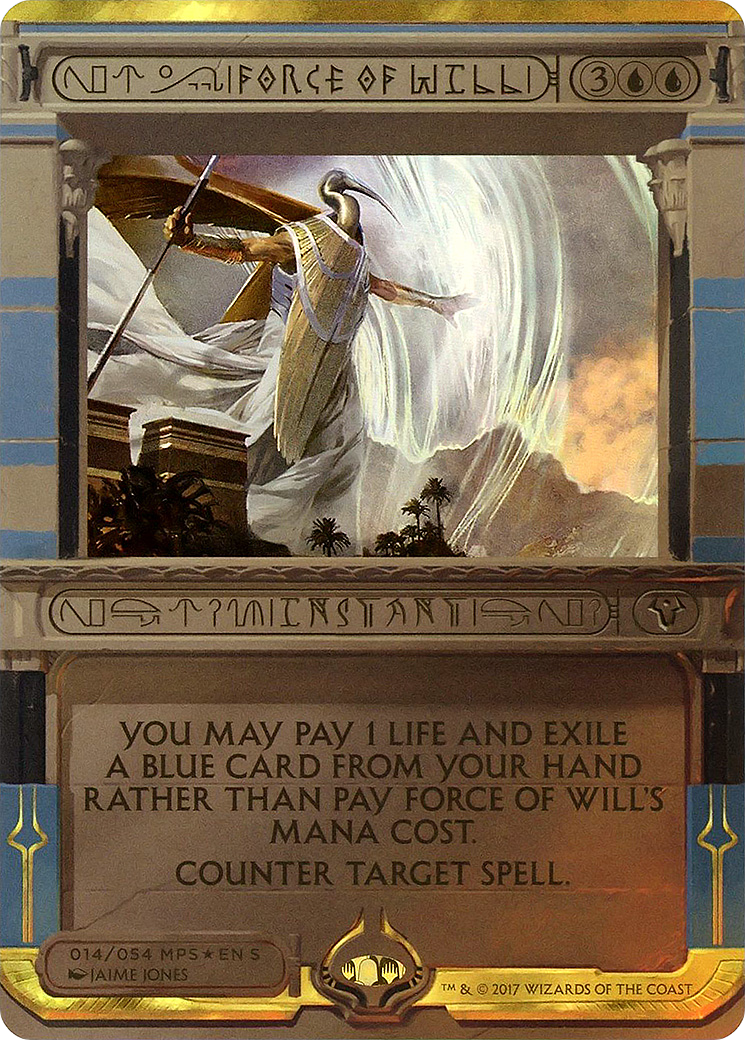 FORCE OF WILL 3
INSTANT
YOU MAY PAY 1 LIFE AND EXILE
A BLUE CARD FROM YOUR HAND
RATHER THAN PAY FORCE OF WILL'S
MANA COST.
COUNTER TARGET SPELL.
014/054 MPS★EN S
JAIME JONES
™ & © 2017 WIZARDS OF THE COAST